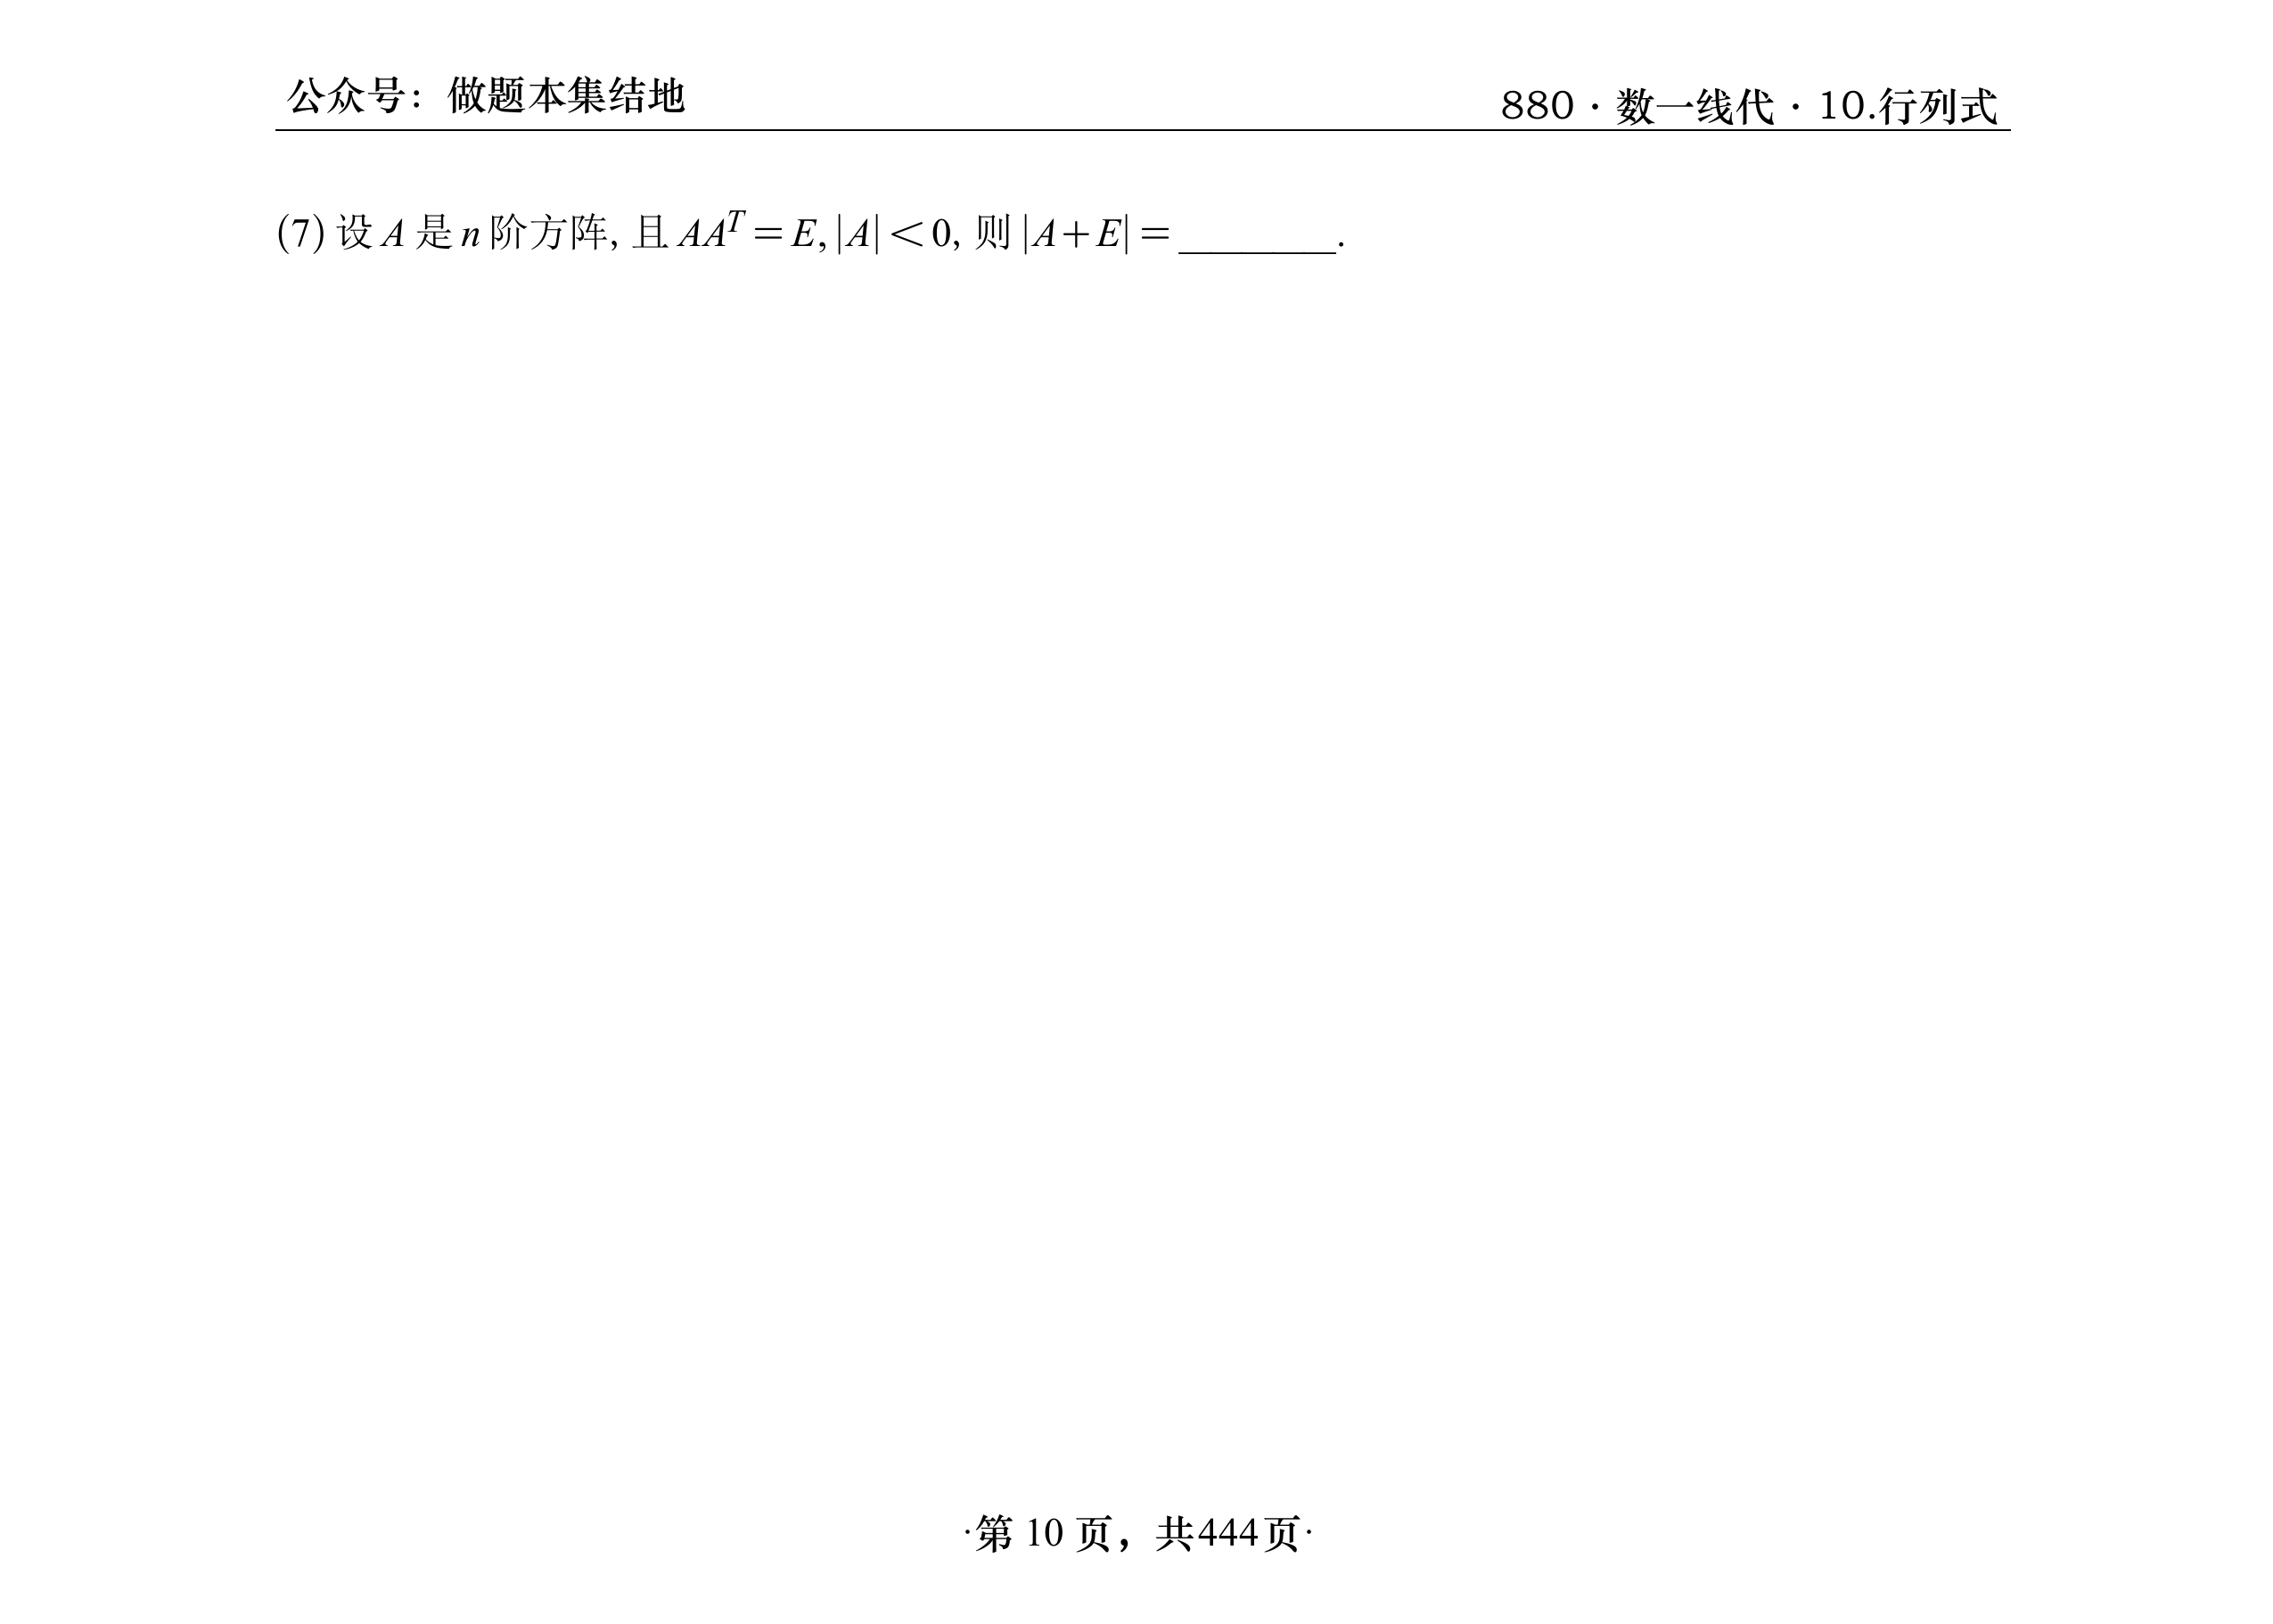 公众号：做题本集结地
880·数一线代·10.行列式
(7) 设 A 是 n 阶方阵, 且 AA^T = E, |A| < 0, 则 |A+E| = ________.
·第 10 页，共444页·